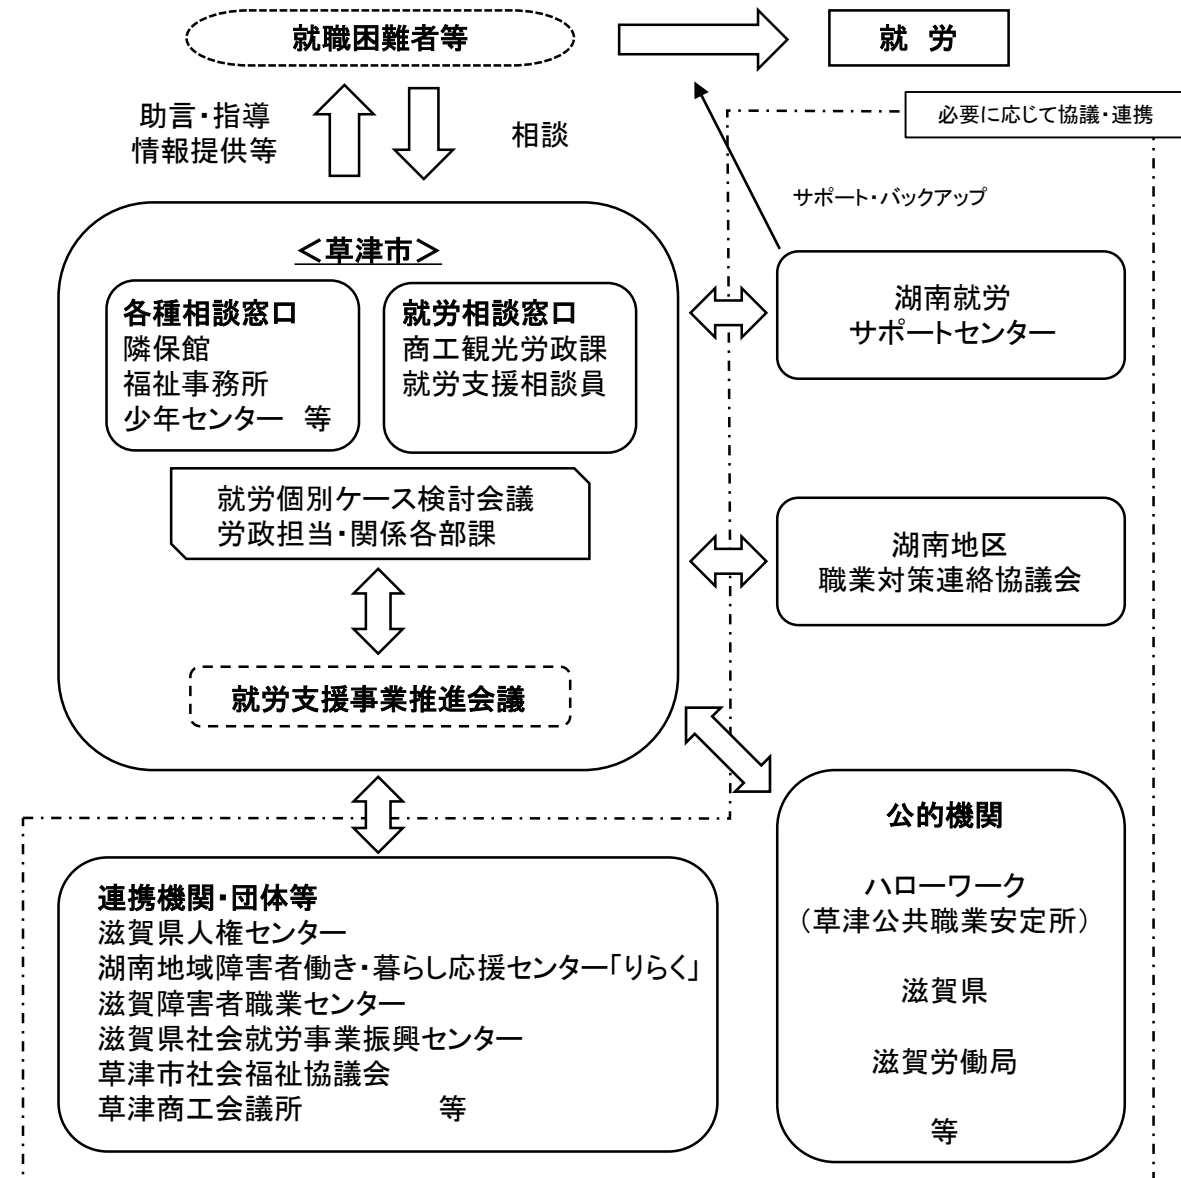 就職困難者等
就 労
助言・指導
情報提供等
相談
必要に応じて協議・連携
サポート・バックアップ
＜草津市＞
各種相談窓口
隣保館
福祉事務所
少年センター 等
就労相談窓口
商工観光労政課
就労支援相談員
湖南就労
サポートセンター
就労個別ケース検討会議
労政担当・関係各部課
湖南地区
職業対策連絡協議会
就労支援事業推進会議
公的機関
ハローワーク
（草津公共職業安定所）
滋賀県
滋賀労働局
等
連携機関・団体等
滋賀県人権センター
湖南地域障害者働き・暮らし応援センター「りらく」
滋賀障害者職業センター
滋賀県社会就労事業振興センター
草津市社会福祉協議会
草津商工会議所 等